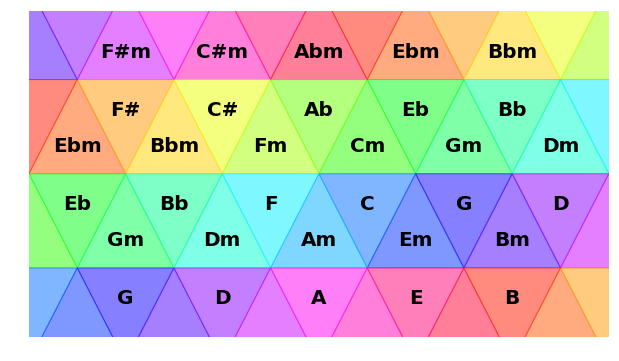 F#m C#m Abm Ebm Bbm
F# C# Ab Eb Bb
Ebm Bbm Fm Cm Gm Dm
Eb Bb F C G D
Gm Dm Am Em Bm
G D A E B